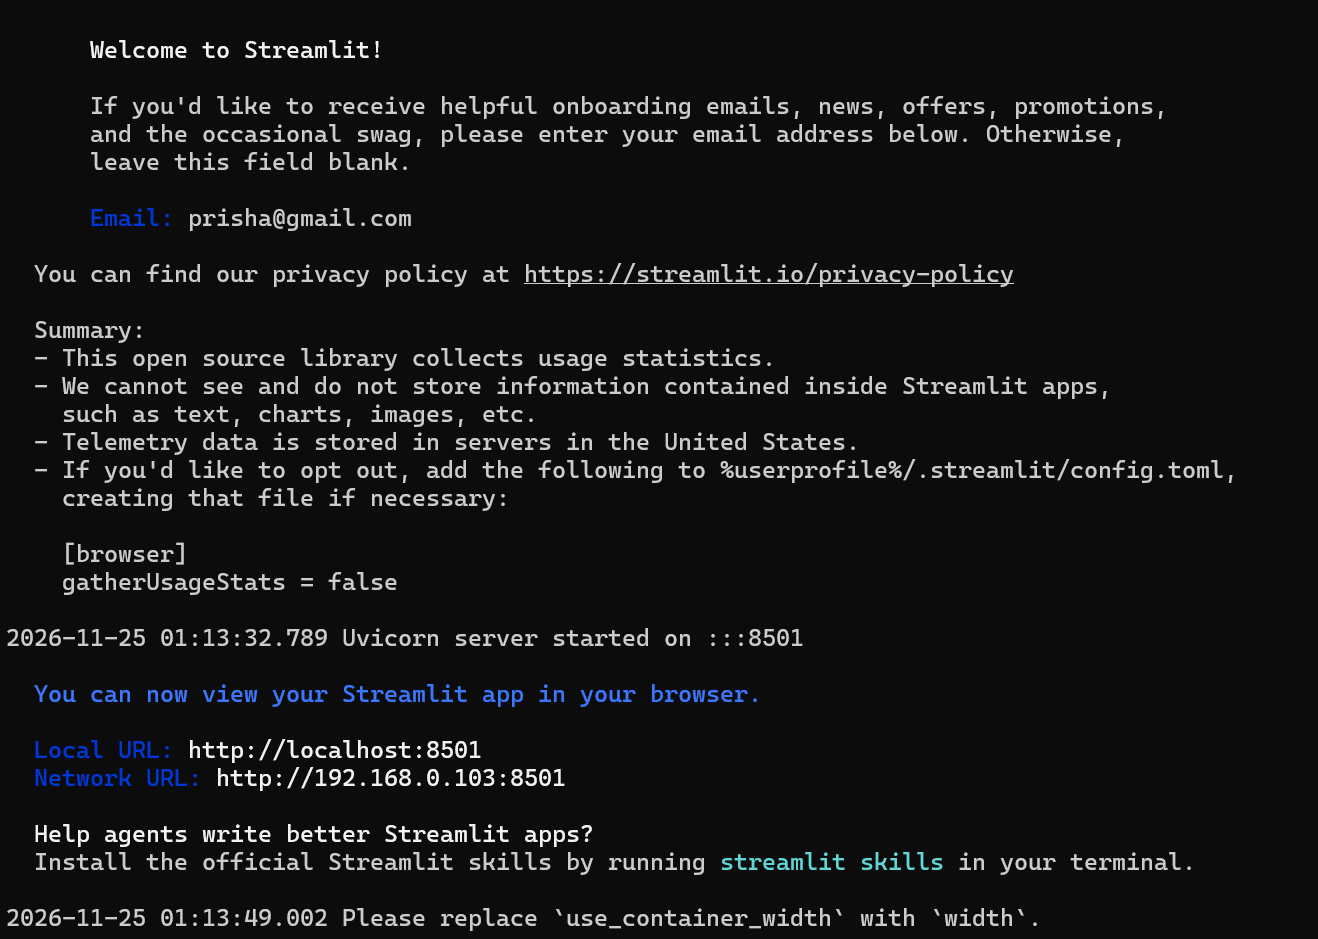 Welcome to Streamlit!
If you'd like to receive helpful onboarding emails, news, offers, promotions,
and the occasional swag, please enter your email address below. Otherwise,
leave this field blank.
Email: prisha@gmail.com
You can find our privacy policy at https://streamlit.io/privacy-policy
Summary:
- This open source library collects usage statistics.
- We cannot see and do not store information contained inside Streamlit apps,
such as text, charts, images, etc.
- Telemetry data is stored in servers in the United States.
- If you'd like to opt out, add the following to %userprofile%/.streamlit/config.toml,
creating that file if necessary:
[browser]
gatherUsageStats = false
2026-11-25 01:13:32.789 Uvicorn server started on :::8501
You can now view your Streamlit app in your browser.
Local URL: http://localhost:8501
Network URL: http://192.168.0.103:8501
Help agents write better Streamlit apps?
Install the official Streamlit skills by running streamlit skills in your terminal.
2026-11-25 01:13:49.002 Please replace `use_container_width` with `width`.